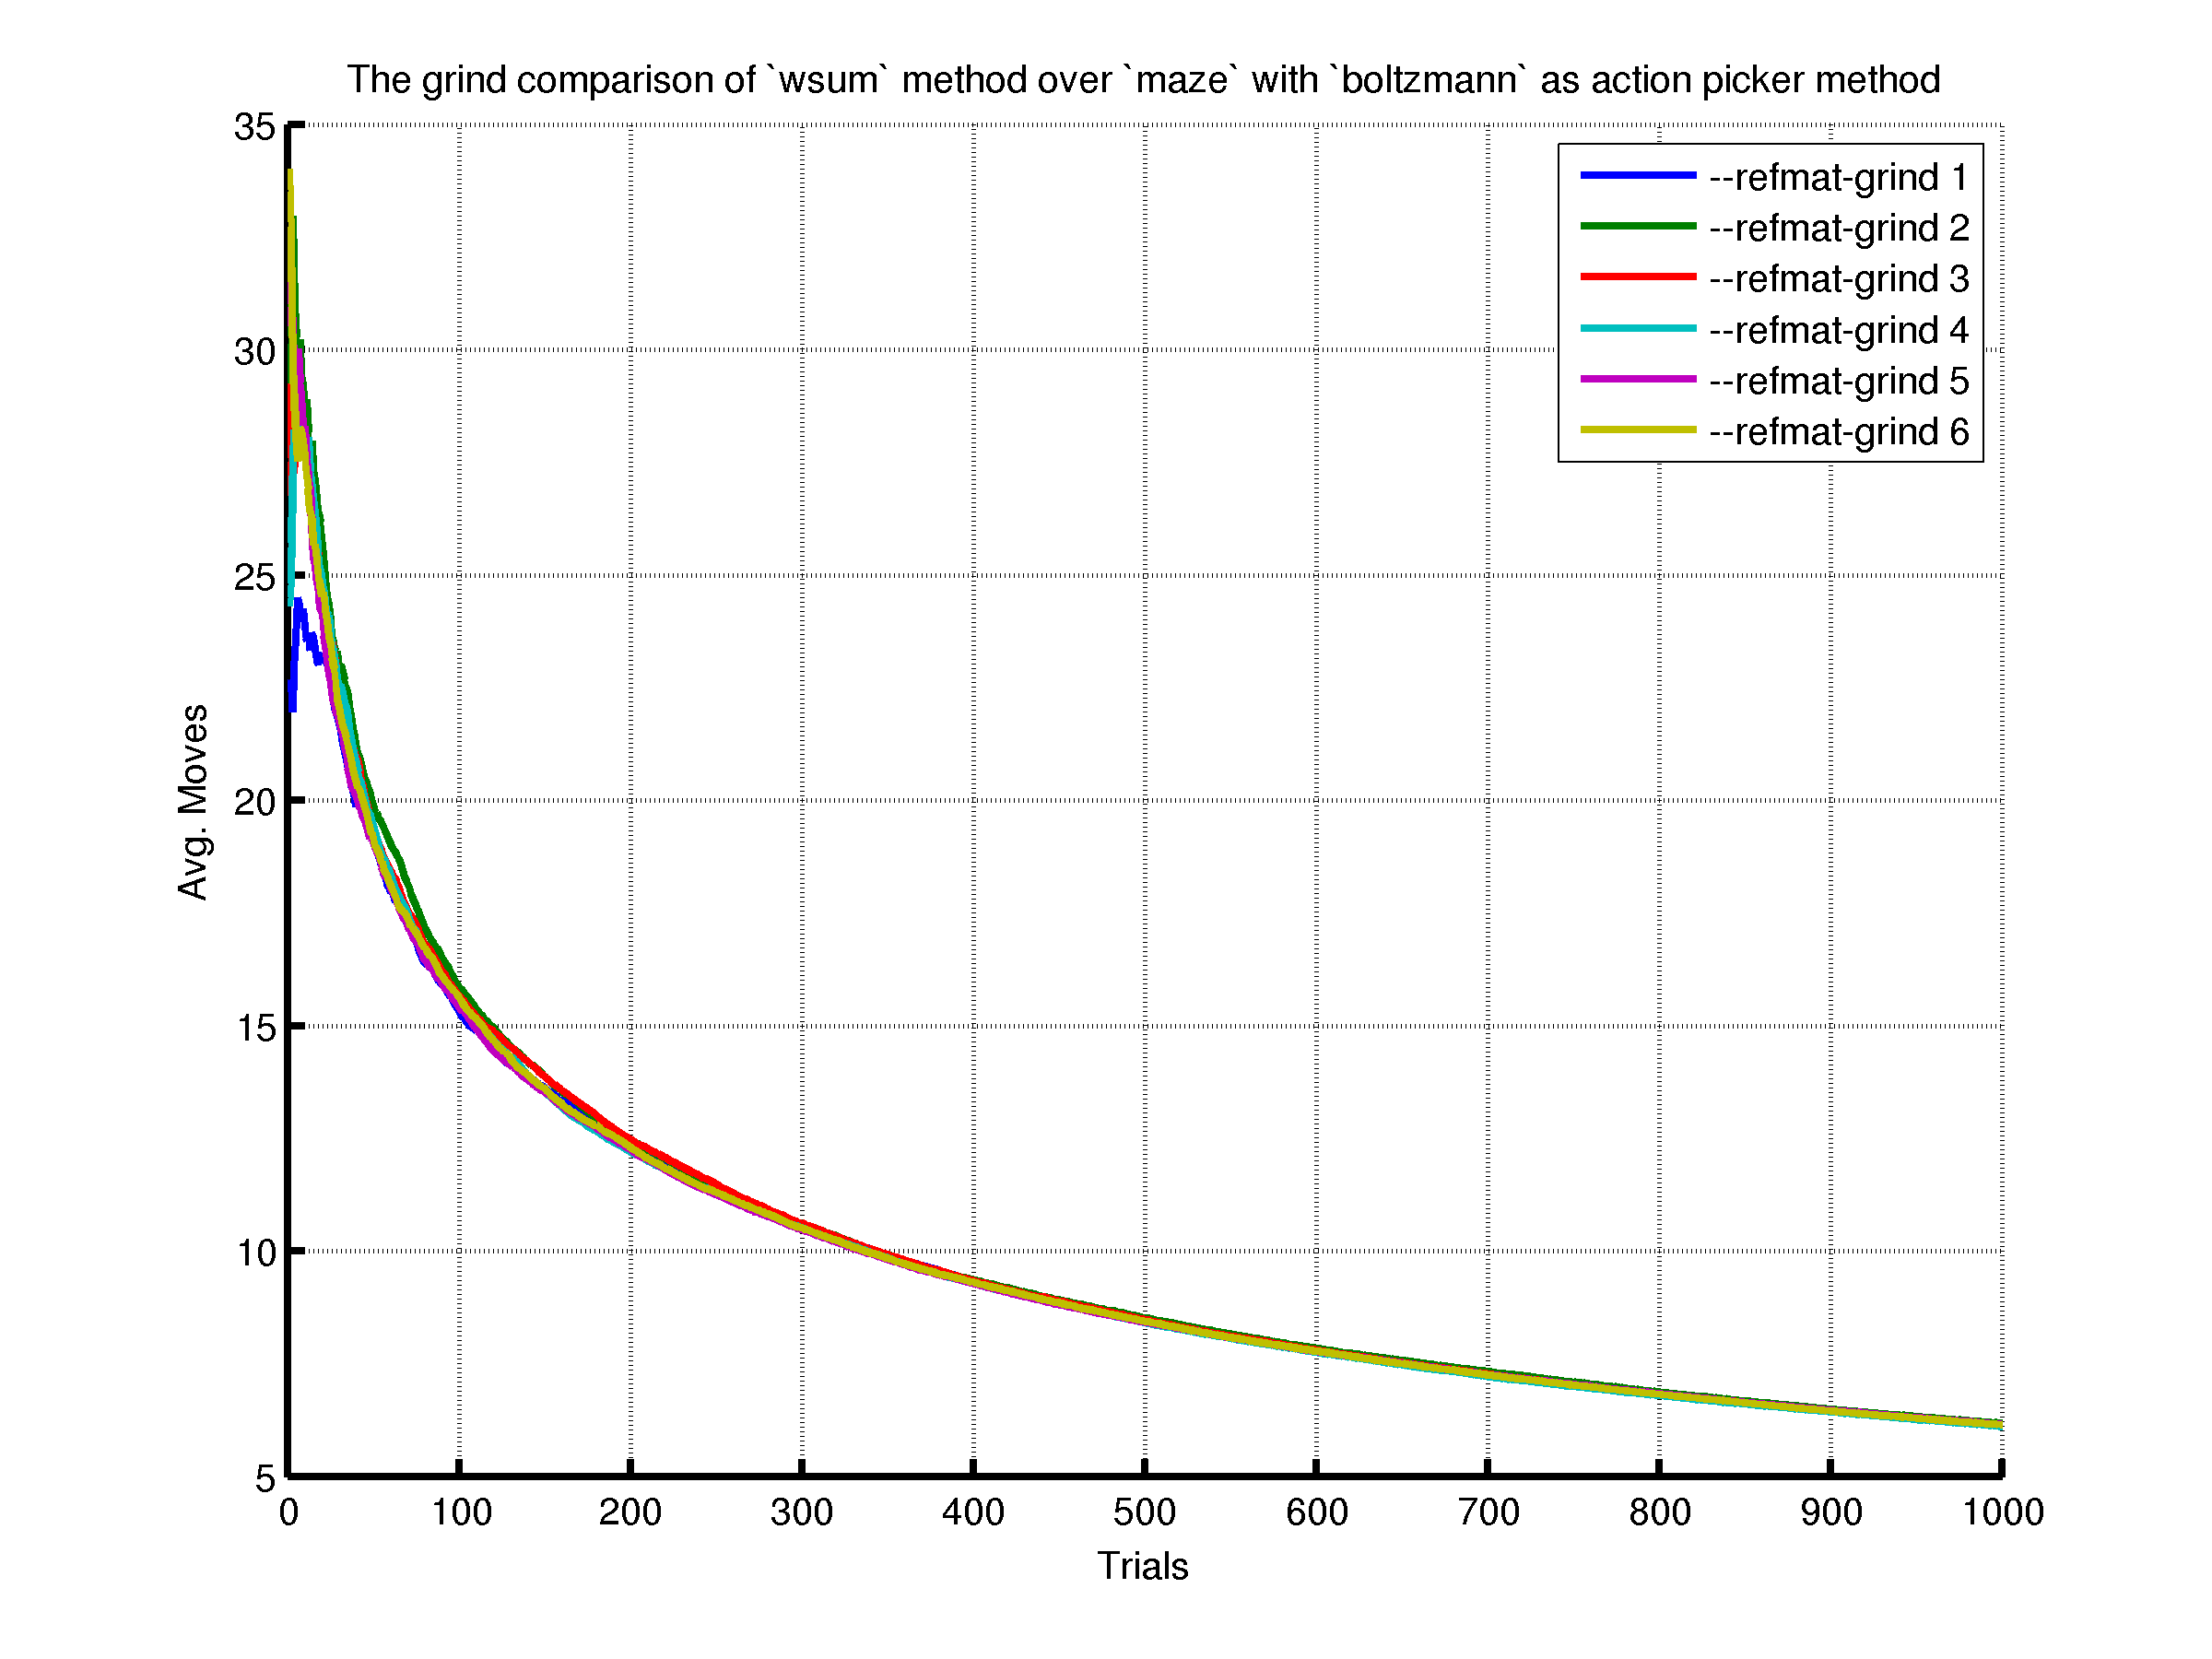 The grind comparison of `wsum` method over `maze` with `boltzmann` as action picker method
35
30
25
20
15
10
5
Avg. Moves
--refmat-grind 1
--refmat-grind 2
--refmat-grind 3
--refmat-grind 4
--refmat-grind 5
--refmat-grind 6
0 100 200 300 400 500 600 700 800 900 1000
Trials